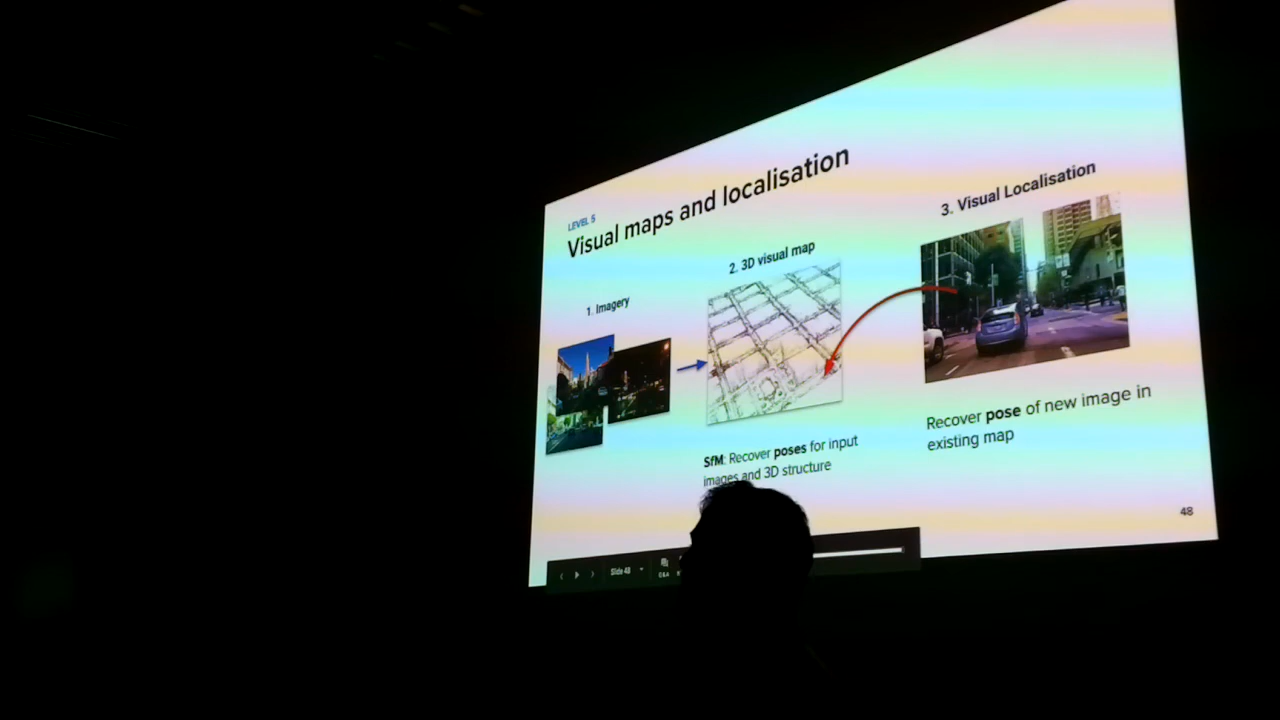 LEVEL 5
Visual maps and localisation
1. Imagery
2. 3D visual map
3. Visual Localisation
SfM: Recover poses for input
images and 3D structure
Recover pose of new image in
existing map
48
Slide 48
Q&A